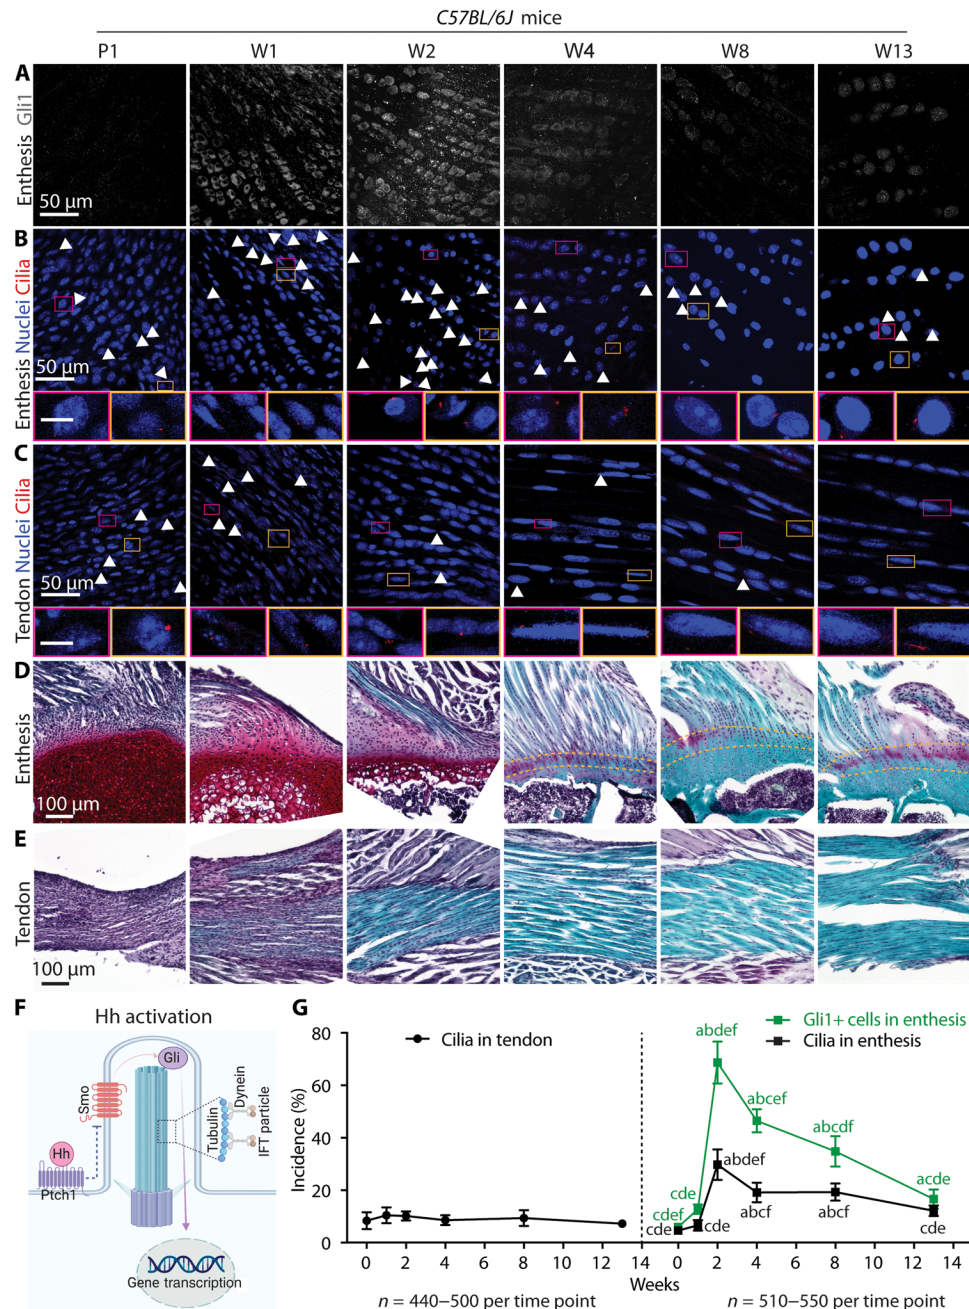 C57BL/6J mice
P1 W1 W2 W4 W8 W13
A
Enthesis Gli1
50 µm
B
Enthesis Nuclei Cilia
50 µm
C
Tendon Nuclei Cilia
50 µm
D
Enthesis
100 µm
E
Tendon
100 µm
F
Hh activation
Gli
Smo
Hh
Ptch1
Tubulin
Dynein
IFT particle
Gene transcription
G
Cilia in tendon
Gli1+ cells in enthesis
Cilia in enthesis
Incidence (%)
80
60
40
20
0
abdef
abcef
abcdf
acde
cde
cdef
abdef
abcf
abcf
cde
cde
cde
0 2 4 6 8 10 12 14 0 2 4 6 8 10 12 14
Weeks
n = 440–500 per time point
n = 510–550 per time point